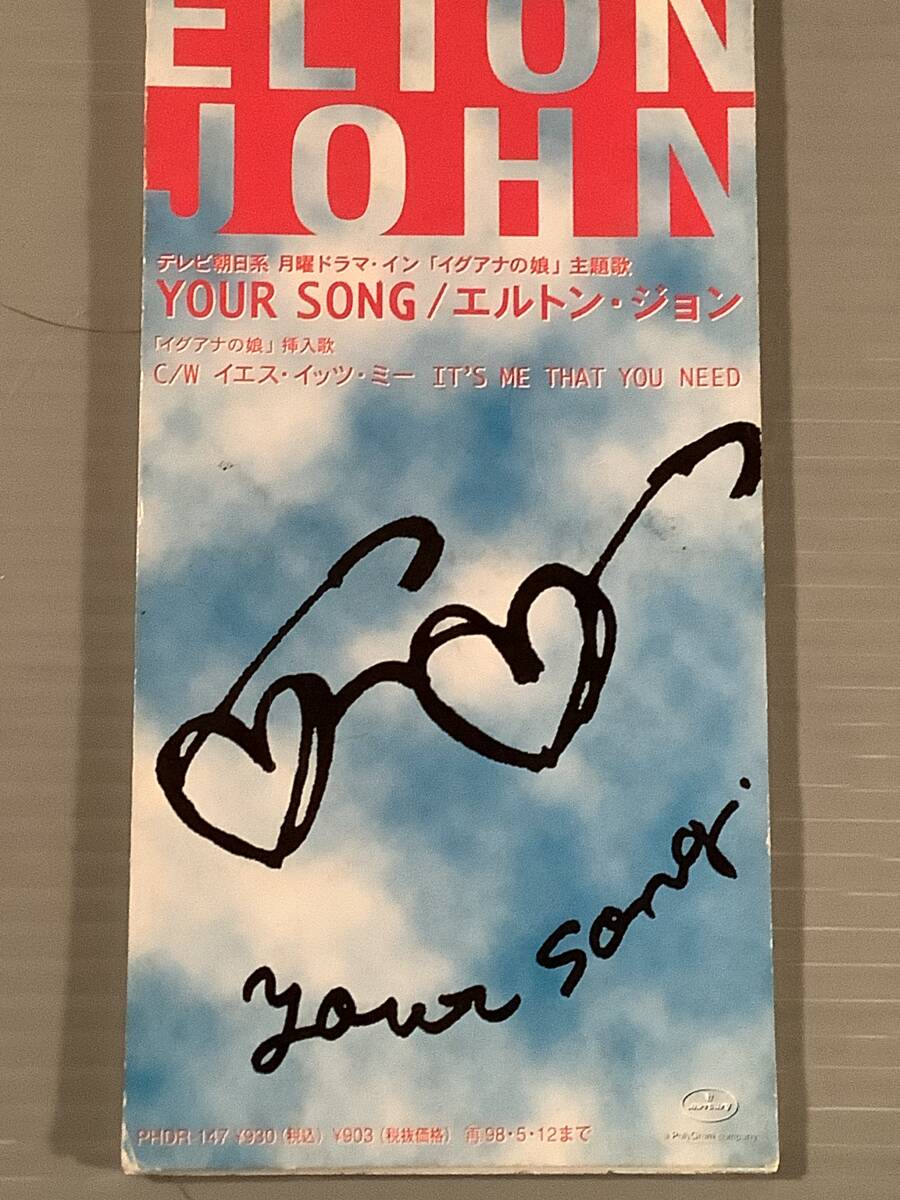 ELTON
JOHN
テレビ朝日系 月曜ドラマ・イン「イグアナの娘」主題歌
YOUR SONG/エルトン・ジョン
「イグアナの娘」挿入歌
C/W イエス・イッツ・ミー IT'S ME THAT YOU NEED
your song.
mercury
PHDR-147 ¥930(税込) ¥903(税抜価格) 再98・5・12まで
a PolyGram company